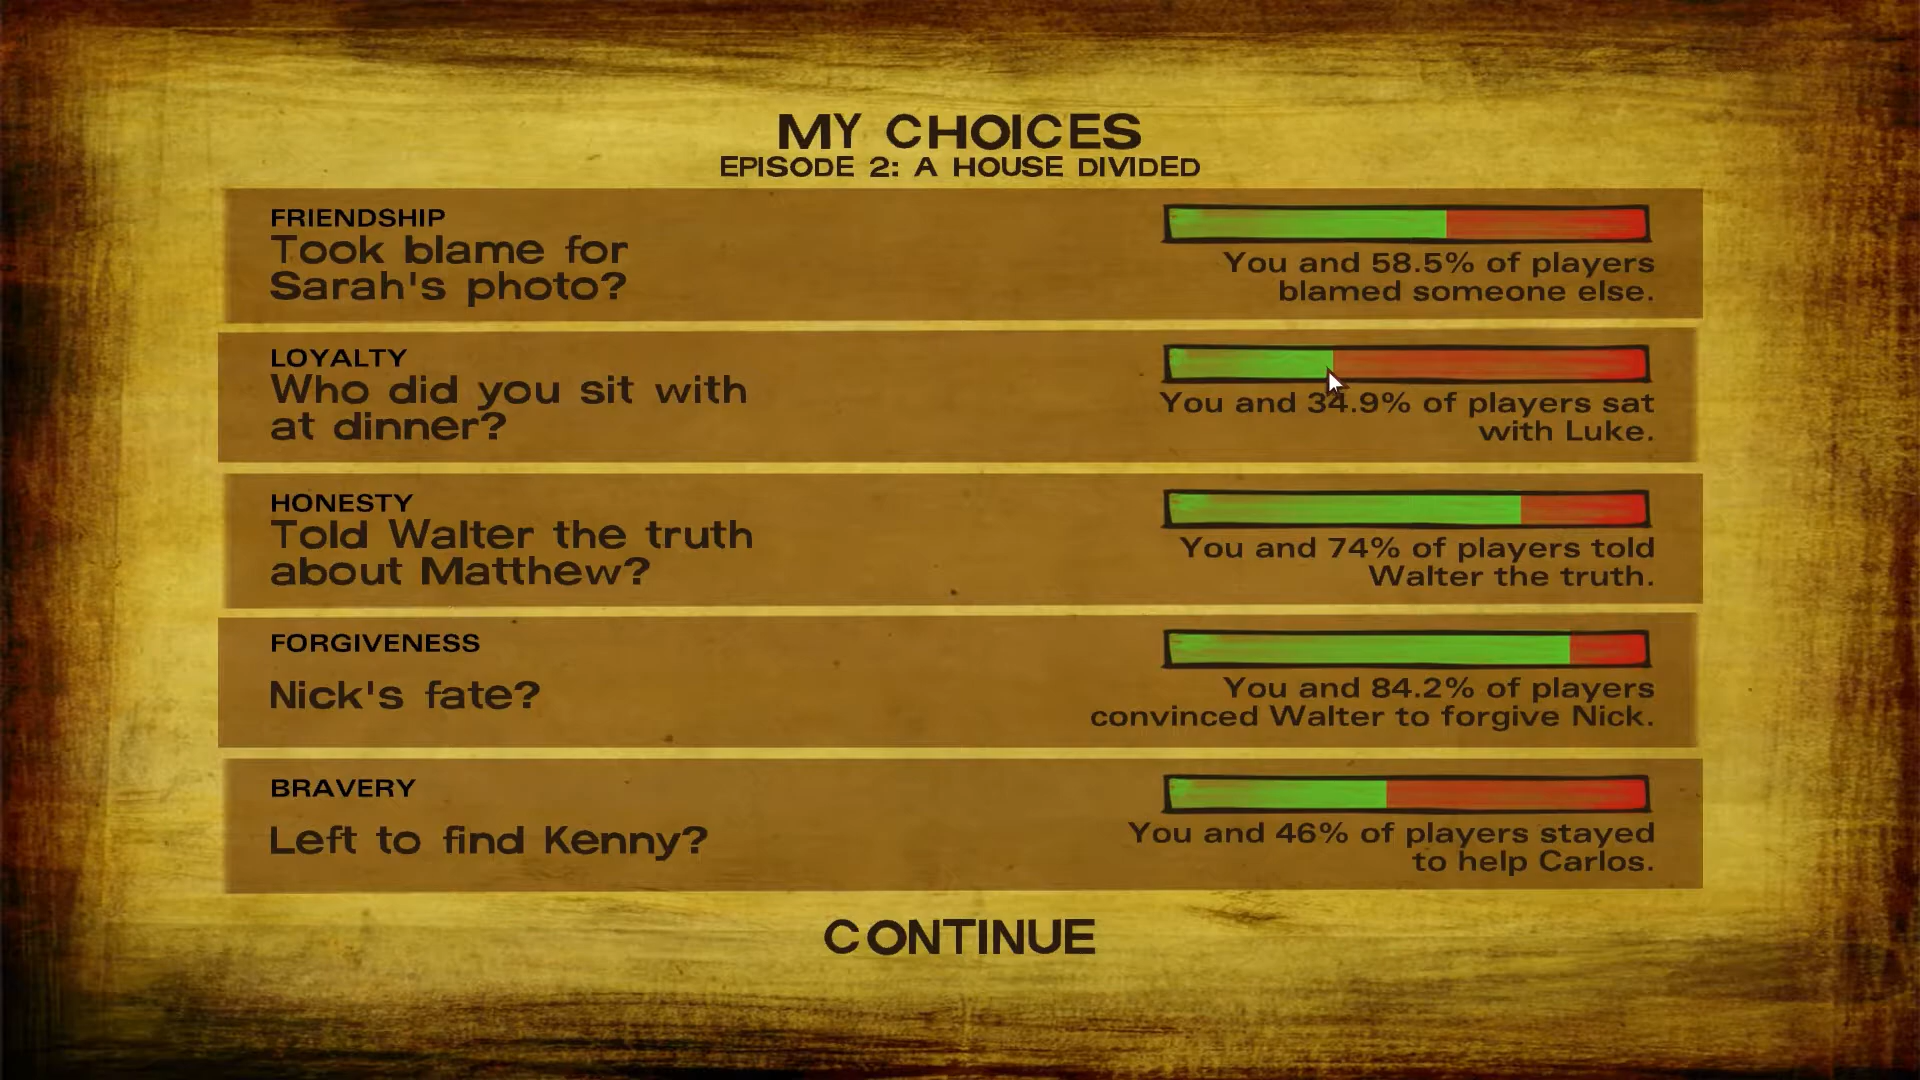 MY CHOICES
EPISODE 2: A HOUSE DIVIDED
FRIENDSHIP
Took blame for
Sarah's photo?
You and 58.5% of players
blamed someone else.
LOYALTY
Who did you sit with
at dinner?
You and 34.9% of players sat
with Luke.
HONESTY
Told Walter the truth
about Matthew?
You and 74% of players told
Walter the truth.
FORGIVENESS
Nick's fate?
You and 84.2% of players
convinced Walter to forgive Nick.
BRAVERY
Left to find Kenny?
You and 46% of players stayed
to help Carlos.
CONTINUE